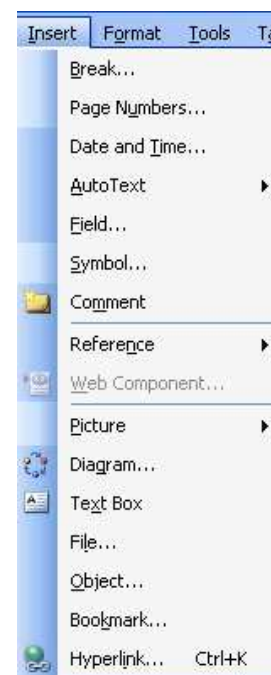 Insert Format Tools Ta
Break...
Page Numbers...
Date and Time...
AutoText
Field...
Symbol...
Comment
Reference
Web Component...
Picture
Diagram...
Text Box
File...
Object...
Bookmark...
Hyperlink... Ctrl+K